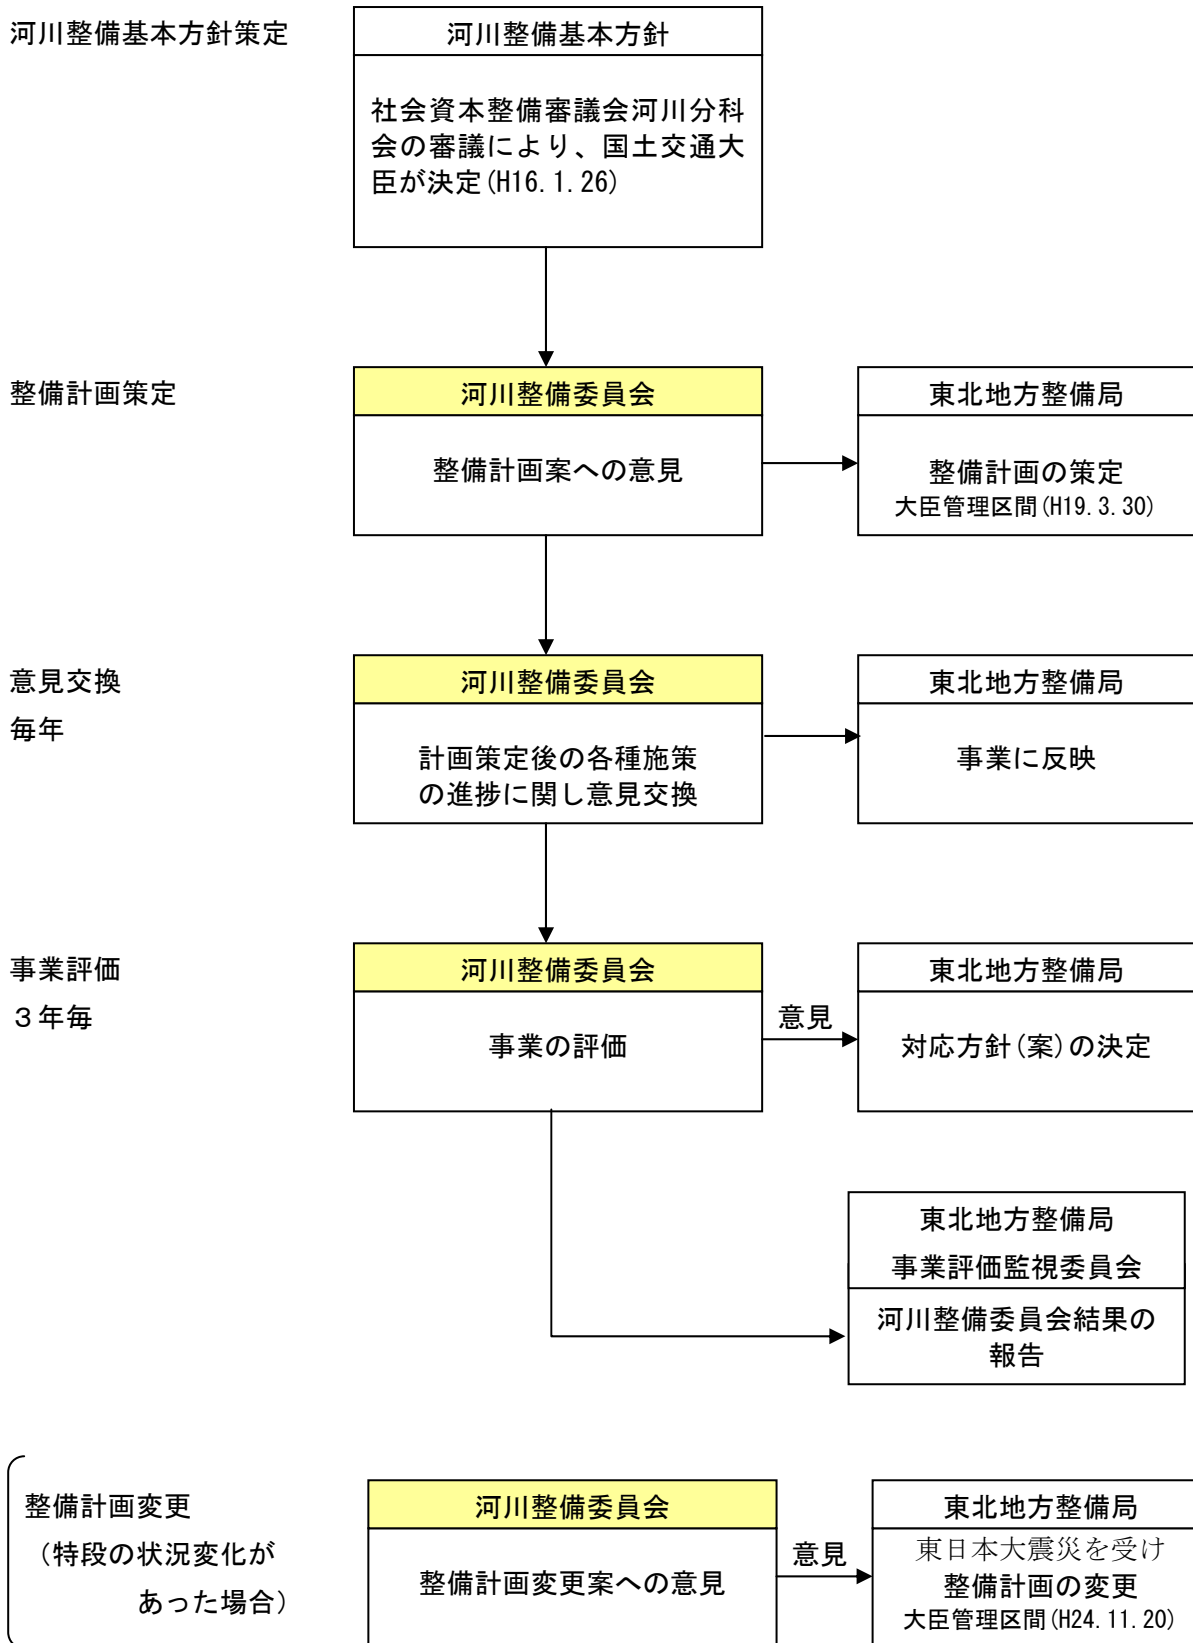 河川整備基本方針策定
河川整備基本方針
社会資本整備審議会河川分科
会の審議により、国土交通大
臣が決定(H16.1.26)
整備計画策定
河川整備委員会
整備計画案への意見
東北地方整備局
整備計画の策定
大臣管理区間(H19.3.30)
意見交換
毎年
河川整備委員会
計画策定後の各種施策
の進捗に関し意見交換
東北地方整備局
事業に反映
事業評価
３年毎
河川整備委員会
事業の評価
意見
東北地方整備局
対応方針(案)の決定
東北地方整備局
事業評価監視委員会
河川整備委員会結果の
報告
整備計画変更
（特段の状況変化が
あった場合）
河川整備委員会
整備計画変更案への意見
意見
東北地方整備局
東日本大震災を受け
整備計画の変更
大臣管理区間(H24.11.20)